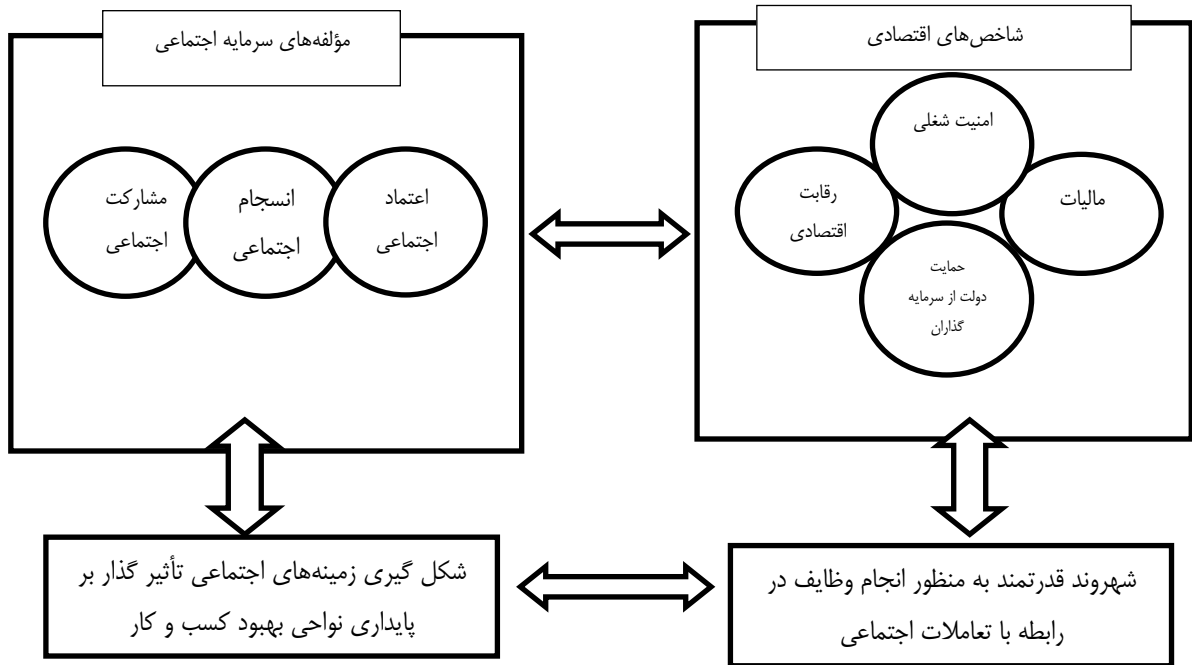 شاخص‌های اقتصادی
امنیت شغلی
مالیات
رقابت
اقتصادی
حمایت
دولت از سرمایه
گذاران
مؤلفه‌های سرمایه اجتماعی
اعتماد
اجتماعی
انسجام
اجتماعی
مشارکت
اجتماعی
شهروند قدرتمند به منظور انجام وظایف در
رابطه با تعاملات اجتماعی
شکل گیری زمینه‌های اجتماعی تأثیر گذار بر
پایداری نواحی بهبود کسب و کار